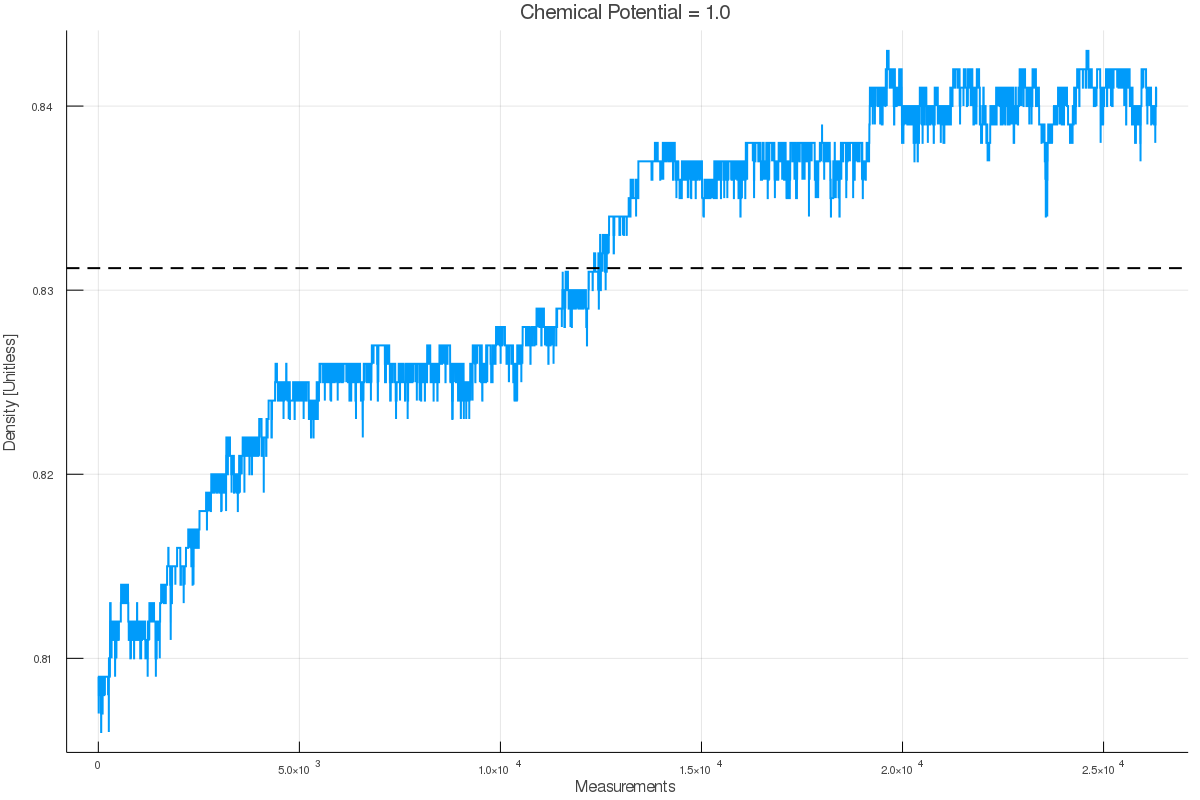 Chemical Potential = 1.0
Density [Unitless]
0.84
0.83
0.82
0.81
0 5.0×10 3 1.0×10 4 1.5×10 4 2.0×10 4 2.5×10 4
Measurements